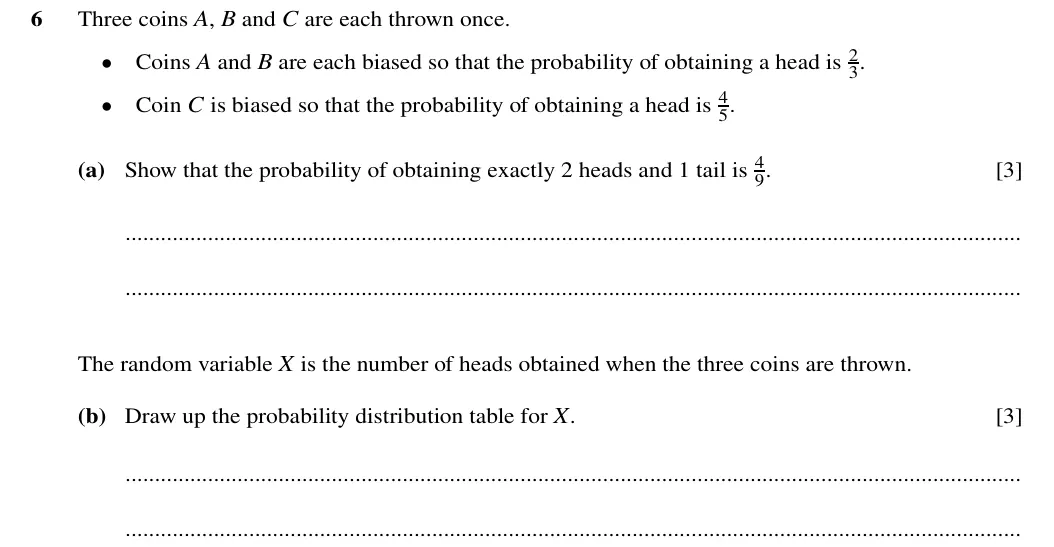 6 Three coins A, B and C are each thrown once.
• Coins A and B are each biased so that the probability of obtaining a head is 2/3.
• Coin C is biased so that the probability of obtaining a head is 4/5.
(a) Show that the probability of obtaining exactly 2 heads and 1 tail is 4/9. [3]
The random variable X is the number of heads obtained when the three coins are thrown.
(b) Draw up the probability distribution table for X. [3]